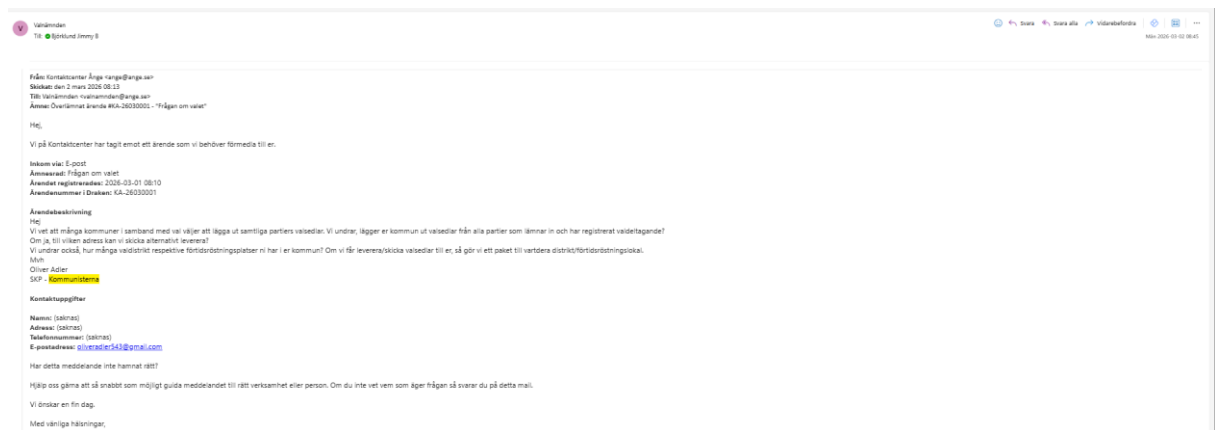 V
Valnämnden
Till: Björklund Jimmy B
Svara
Svara alla
Vidarebefordra
Mån 2026-03-02 08:45
Från: Kontaktcenter Ånge <ange@ange.se>
Skickat: den 2 mars 2026 08:13
Till: Valnämnden <valnamnden@ange.se>
Ämne: Överlämnat ärende #KA-26030001 - "Frågan om valet"
Hej,
Vi på Kontaktcenter har tagit emot ett ärende som vi behöver förmedla till er.
Inkom via: E-post
Ämnesrad: Frågan om valet
Ärendet registrerades: 2026-03-01 08:10
Ärendenummer i Draken: KA-26030001
Ärendebeskrivning
Hej
Vi vet att många kommuner i samband med val väljer att lägga ut samtliga partiers valsedlar. Vi undrar, lägger er kommun ut valsedlar från alla partier som lämnar in och har registrerat valdeltagande?
Om ja, till vilken adress kan vi skicka alternativt leverera?
Vi undrar också, hur många valdistrikt respektive förtidsröstningsplatser ni har i er kommun? Om vi får leverera/skicka valsedlar till er, så gör vi ett paket till vartdera distrikt/förtidsröstningslokal.
Mvh
Oliver Adler
SKP - Kommunisterna
Kontaktuppgifter
Namn: (saknas)
Adress: (saknas)
Telefonnummer: (saknas)
E-postadress: oliveradler543@gmail.com
Har detta meddelande inte hamnat rätt?
Hjälp oss gärna att så snabbt som möjligt guida meddelandet till rätt verksamhet eller person. Om du inte vet vem som äger frågan så svarar du på detta mail.
Vi önskar en fin dag.
Med vänliga hälsningar,